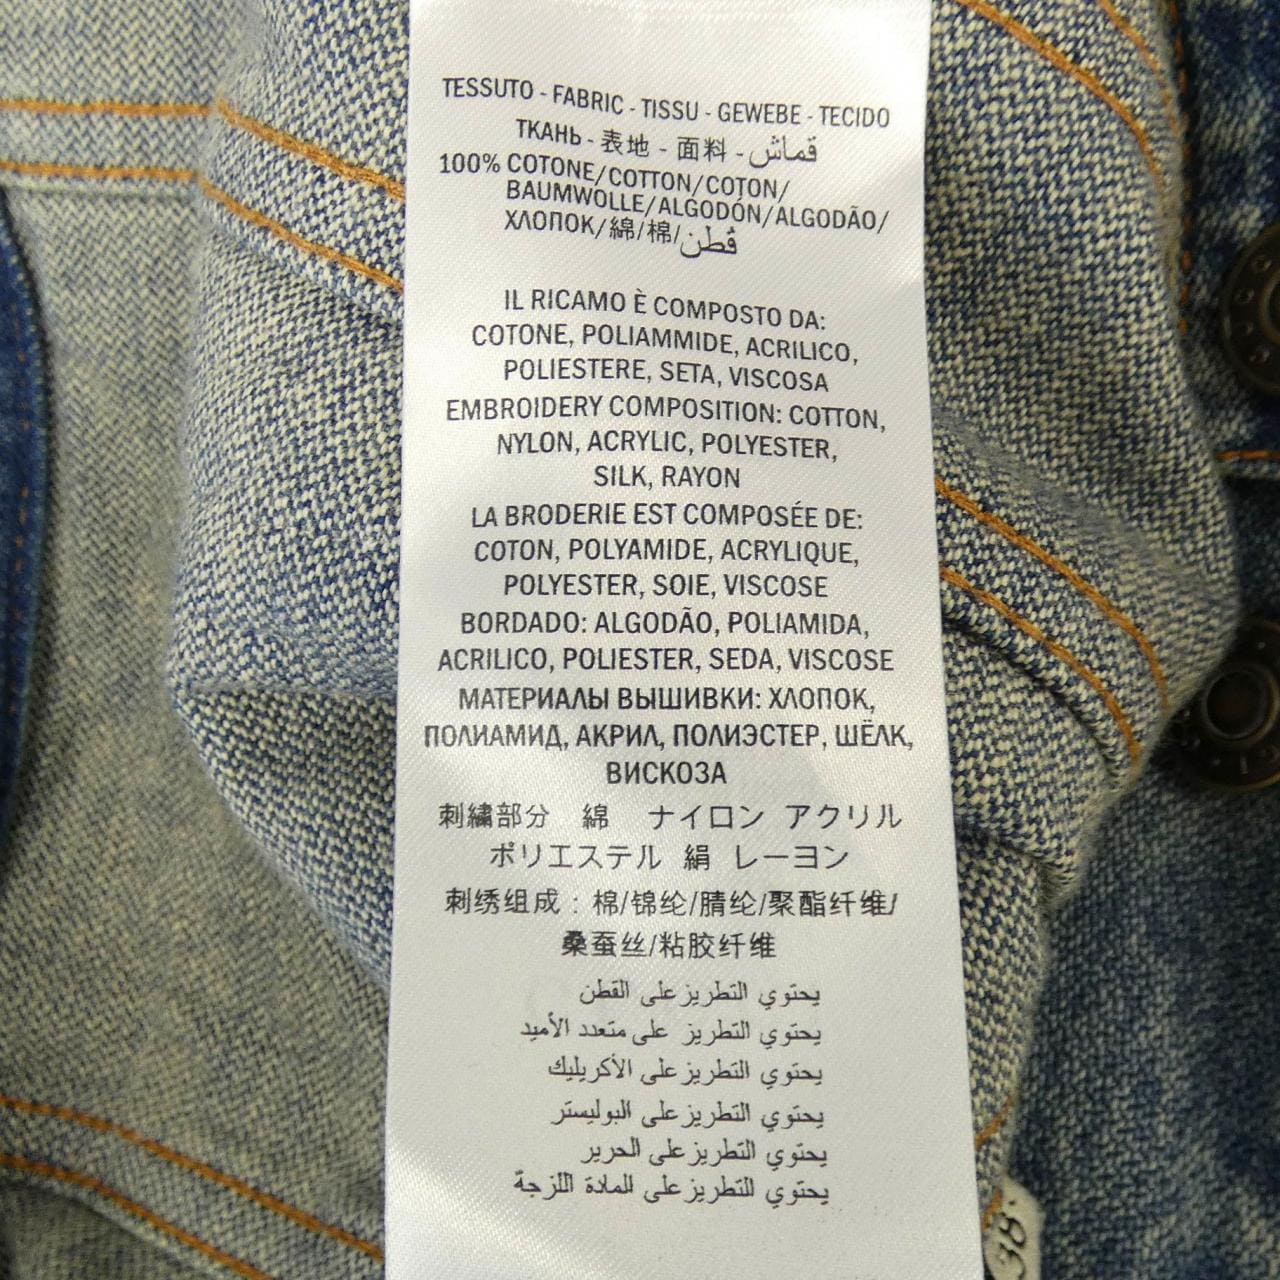 TESSUTO - FABRIC - TISSU - GEWEBE - TECIDO
ТКАНЬ - 表地 - 面料 - قماش
100% COTONE/COTTON/COTON/
BAUMWOLLE/ALGODÓN/ALGODÃO/
ХЛОПОК/綿/棉/قطن
IL RICAMO È COMPOSTO DA:
COTONE, POLIAMMIDE, ACRILICO,
POLIESTERE, SETA, VISCOSA
EMBROIDERY COMPOSITION: COTTON,
NYLON, ACRYLIC, POLYESTER,
SILK, RAYON
LA BRODERIE EST COMPOSÉE DE:
COTON, POLYAMIDE, ACRYLIQUE,
POLYESTER, SOIE, VISCOSE
BORDADO: ALGODÃO, POLIAMIDA,
ACRILICO, POLIESTER, SEDA, VISCOSE
МАТЕРИАЛЫ ВЫШИВКИ: ХЛОПОК,
ПОЛИАМИД, АКРИЛ, ПОЛИЭСТЕР, ШЁЛК,
ВИСКОЗА
刺繍部分 綿 ナイロン アクリル
ポリエステル 絹 レーヨン
刺绣组成：棉/锦纶/腈纶/聚酯纤维/
桑蚕丝/粘胶纤维
يحتوي التطريز على القطن
يحتوي التطريز على متعدد الأميد
يحتوي التطريز على الأكريليك
يحتوي التطريز على البوليستر
يحتوي التطريز على الحرير
يحتوي التطريز على المادة اللزجة
38